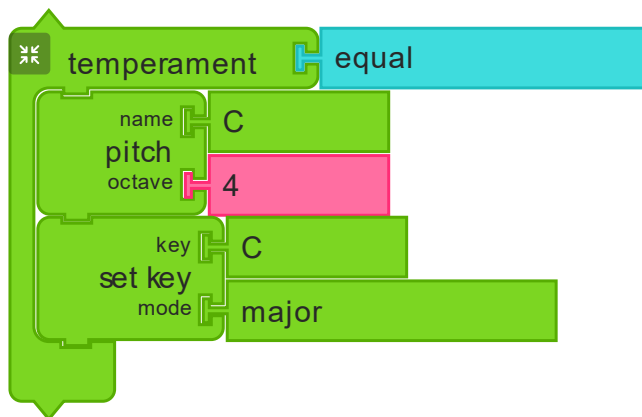 temperament equal
name C
pitch
octave 4
key C
set key
mode major